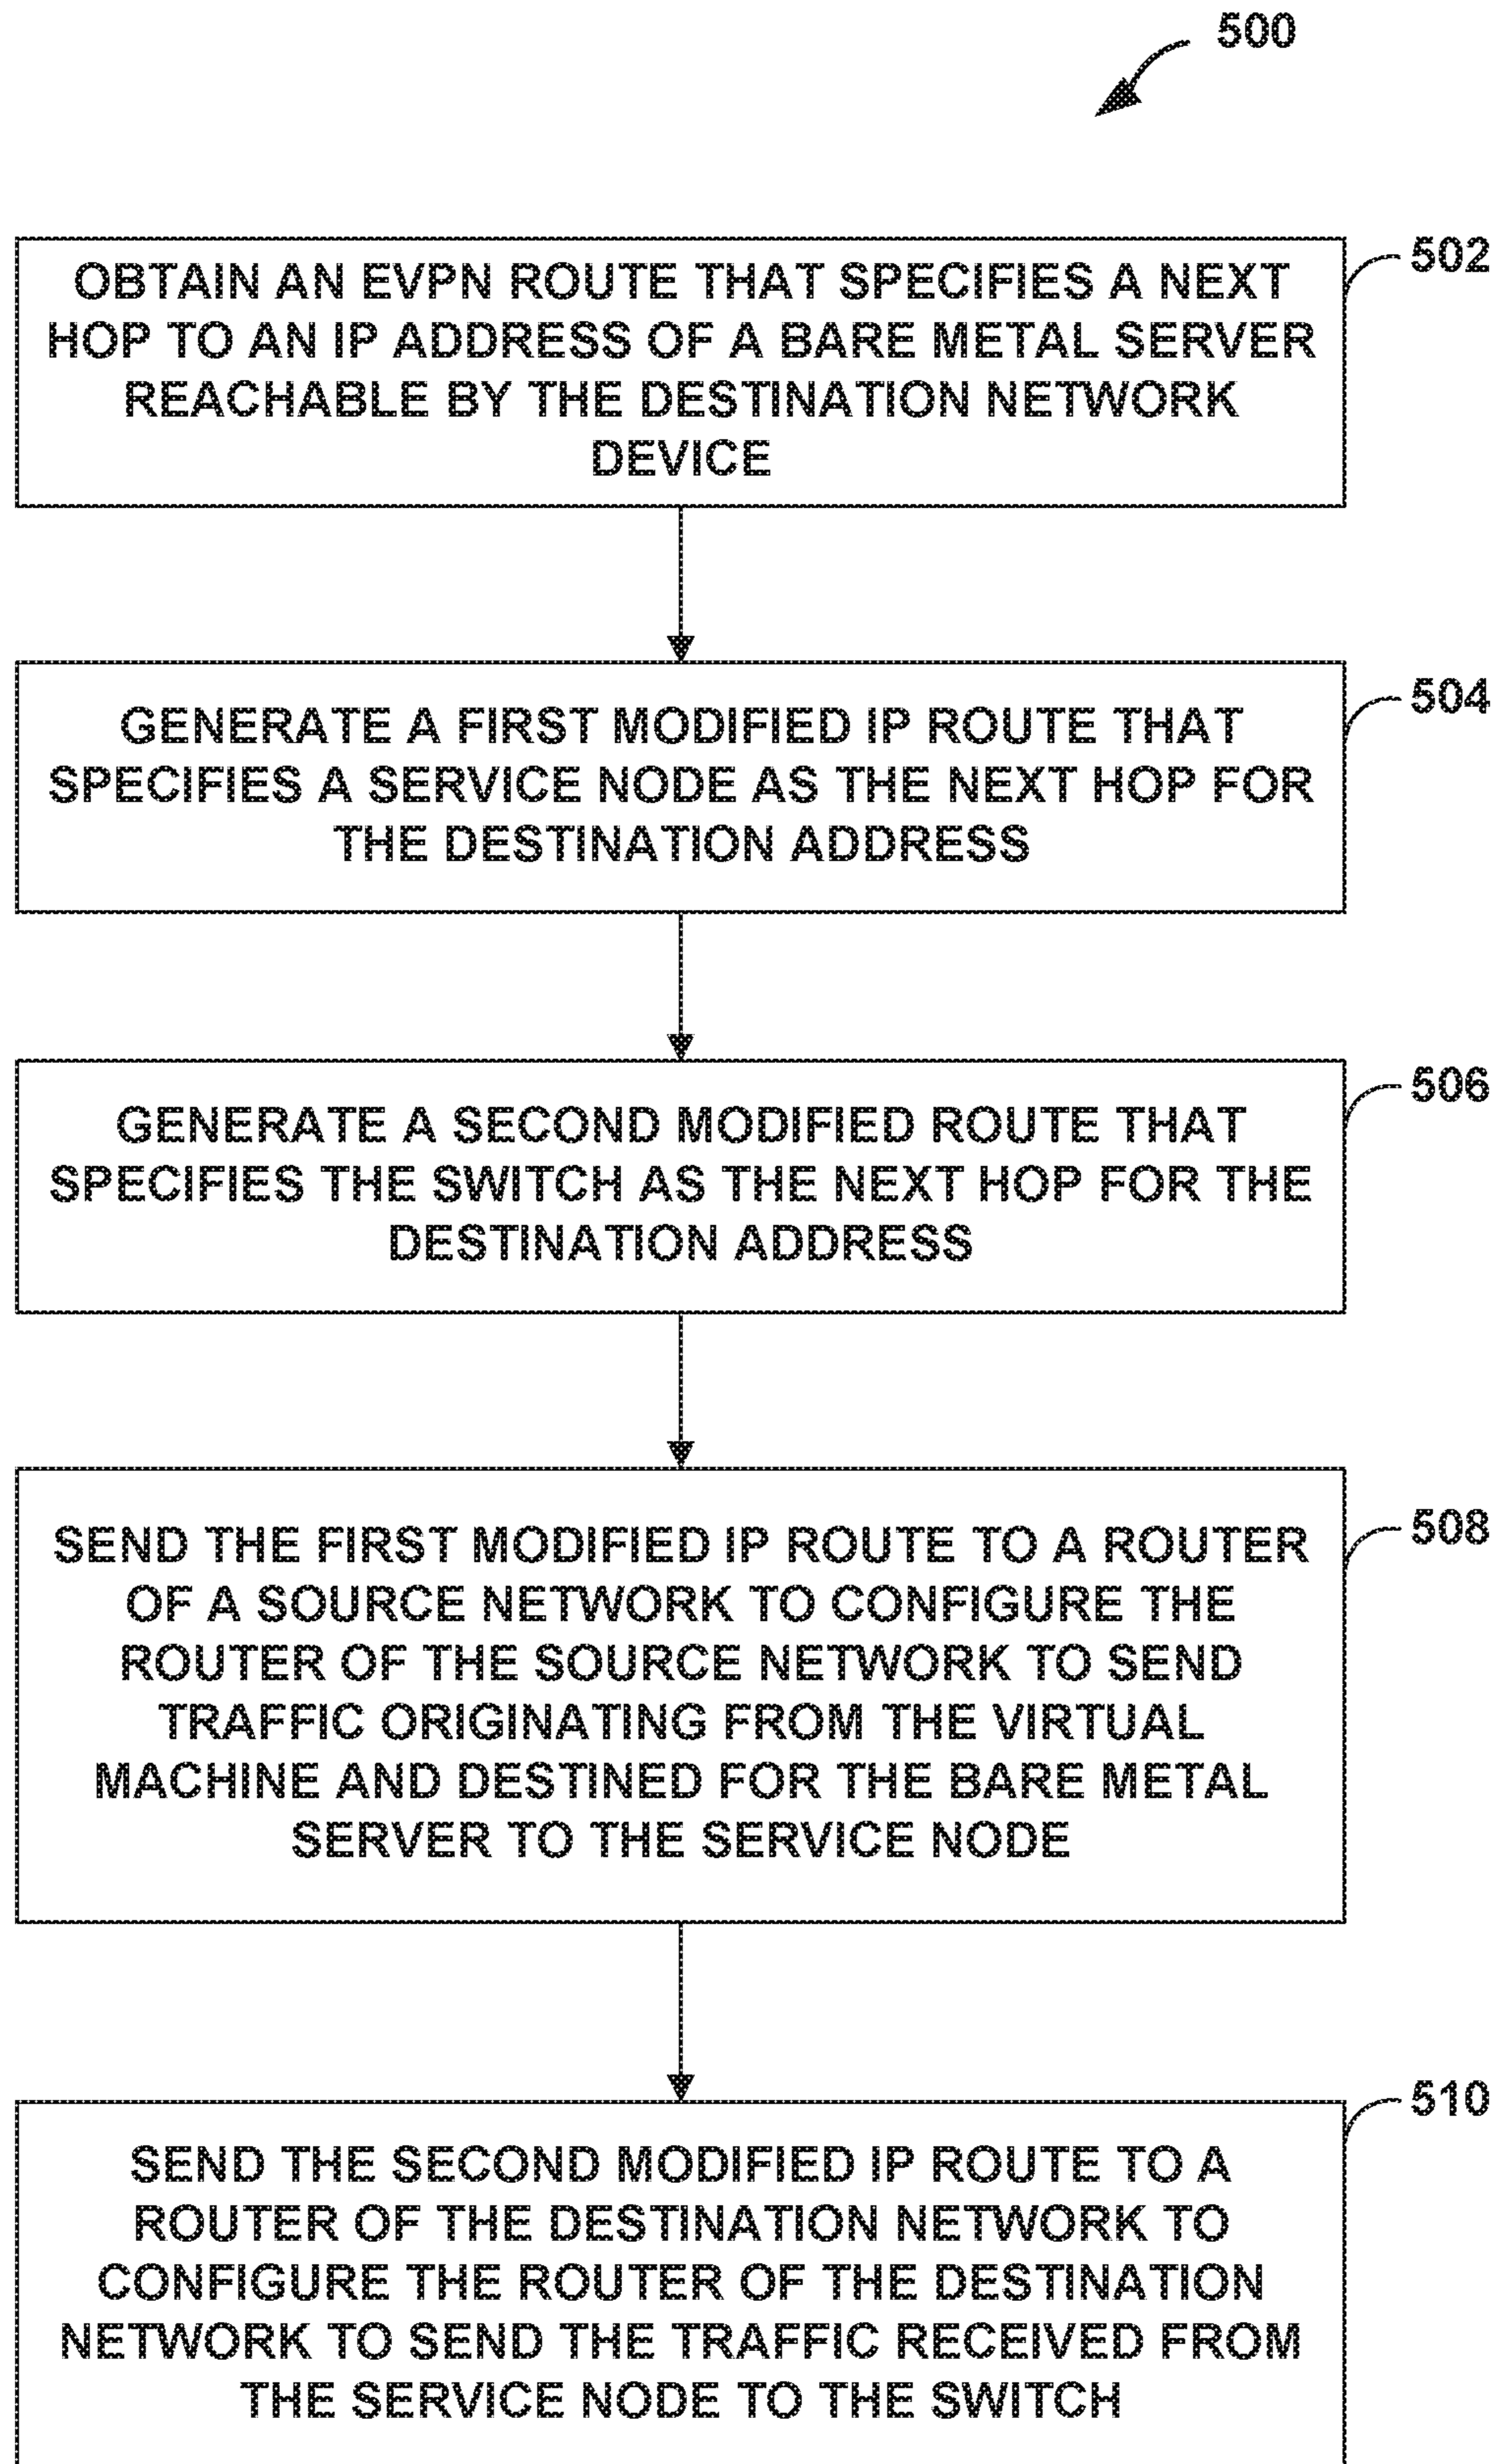 500
502
OBTAIN AN EVPN ROUTE THAT SPECIFIES A NEXT
HOP TO AN IP ADDRESS OF A BARE METAL SERVER
REACHABLE BY THE DESTINATION NETWORK
DEVICE
504
GENERATE A FIRST MODIFIED IP ROUTE THAT
SPECIFIES A SERVICE NODE AS THE NEXT HOP FOR
THE DESTINATION ADDRESS
506
GENERATE A SECOND MODIFIED ROUTE THAT
SPECIFIES THE SWITCH AS THE NEXT HOP FOR THE
DESTINATION ADDRESS
508
SEND THE FIRST MODIFIED IP ROUTE TO A ROUTER
OF A SOURCE NETWORK TO CONFIGURE THE
ROUTER OF THE SOURCE NETWORK TO SEND
TRAFFIC ORIGINATING FROM THE VIRTUAL
MACHINE AND DESTINED FOR THE BARE METAL
SERVER TO THE SERVICE NODE
510
SEND THE SECOND MODIFIED IP ROUTE TO A
ROUTER OF THE DESTINATION NETWORK TO
CONFIGURE THE ROUTER OF THE DESTINATION
NETWORK TO SEND THE TRAFFIC RECEIVED FROM
THE SERVICE NODE TO THE SWITCH